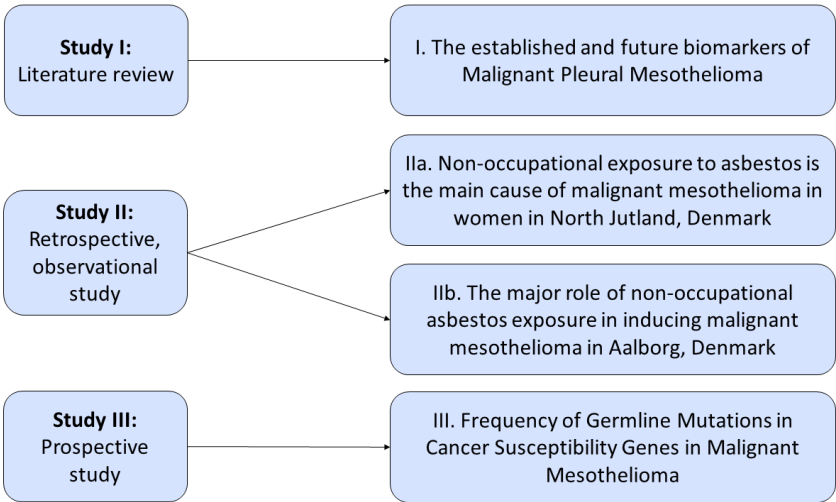 Study I:
Literature review
I. The established and future biomarkers of
Malignant Pleural Mesothelioma
Study II:
Retrospective,
observational
study
IIa. Non-occupational exposure to asbestos is
the main cause of malignant mesothelioma in
women in North Jutland, Denmark
IIb. The major role of non-occupational
asbestos exposure in inducing malignant
mesothelioma in Aalborg, Denmark
Study III:
Prospective
study
III. Frequency of Germline Mutations in
Cancer Susceptibility Genes in Malignant
Mesothelioma